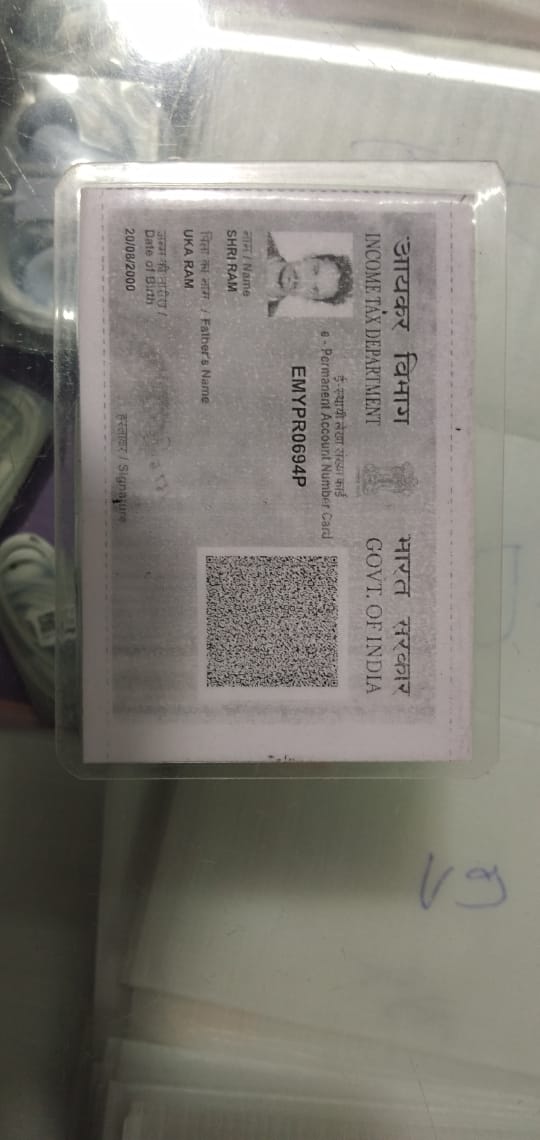 आयकर विभाग भारत सरकार
INCOME TAX DEPARTMENT GOVT. OF INDIA
ई-स्थायी लेखा संख्या कार्ड
e - Permanent Account Number Card
EMYPR0694P
नाम / Name
SHRI RAM
पिता का नाम / Father's Name
UKA RAM
जन्म की तारीख /
Date of Birth
20/08/2000
हस्ताक्षर / Signature